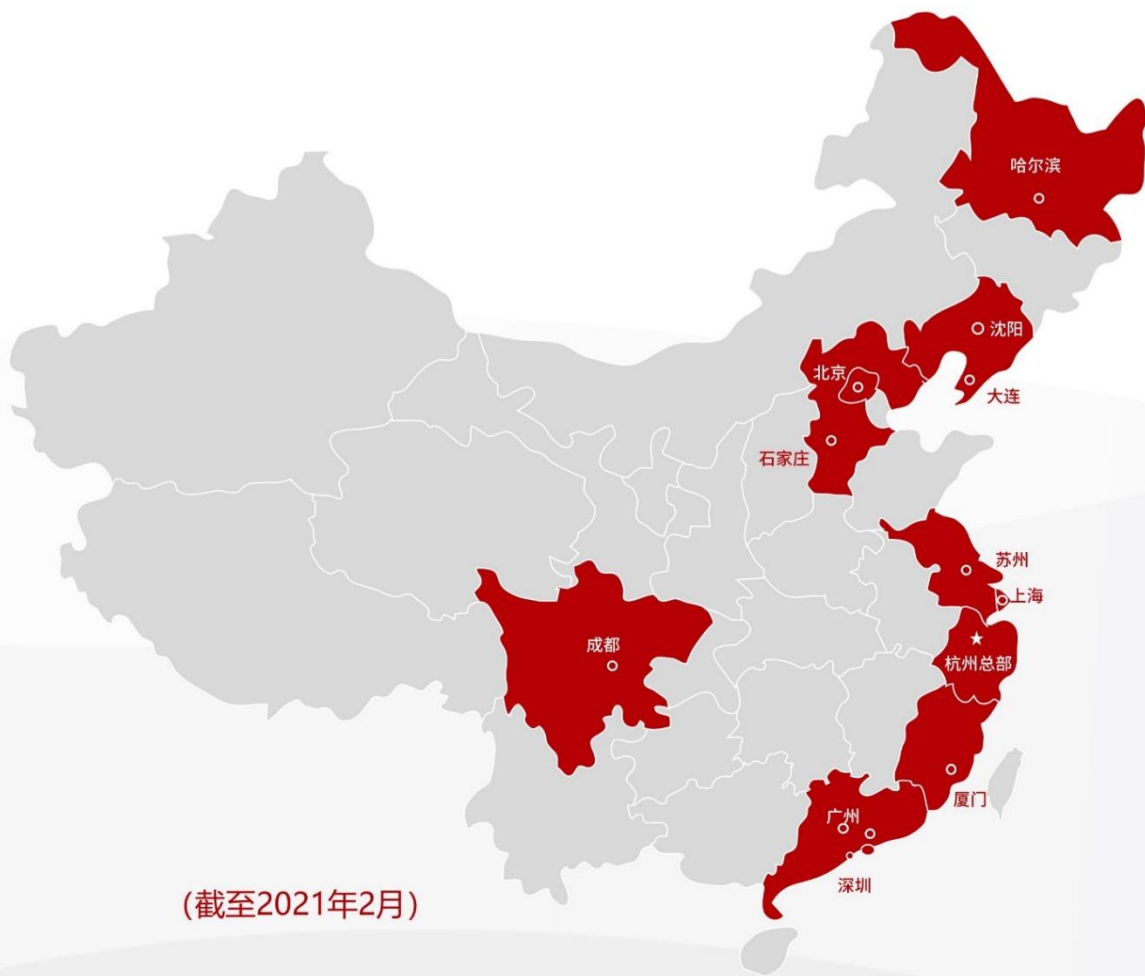 哈尔滨
沈阳
北京
大连
石家庄
苏州
上海
成都
杭州总部
厦门
广州
深圳
(截至2021年2月)